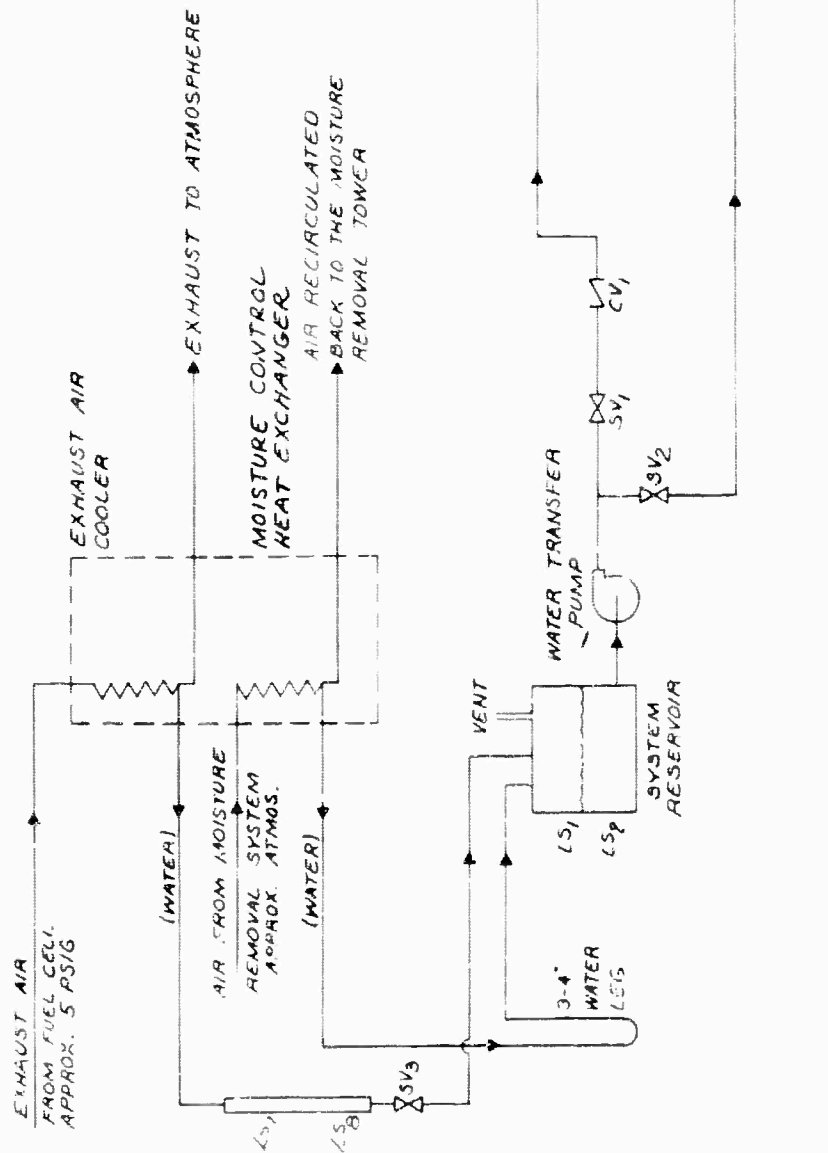 EXHAUST AIR
FROM FUEL CELL
APPROX. 5 PSIG
EXHAUST AIR
COOLER
EXHAUST TO ATMOSPHERE
(WATER)
AIR FROM MOISTURE
REMOVAL SYSTEM
APPROX. ATMOS.
MOISTURE CONTROL
HEAT EXCHANGER
AIR RECIRCULATED
BACK TO THE MOISTURE
REMOVAL TOWER
(WATER)
SV3
LS8
3-4"
WATER
LEG
VENT
LS1
SYSTEM
RESERVOIR
WATER TRANSFER
PUMP
SV1
CV1
SV2